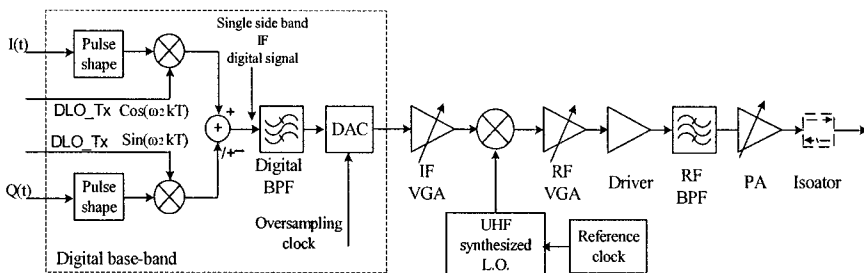 Single side band
IF
digital signal
I(t)
Pulse
shape
DLO_Tx Cos(ω₂kT)
DLO_Tx Sin(ω₂kT)
+
+
/+−
Digital
BPF
DAC
Q(t)
Pulse
shape
Oversampling
clock
Digital base-band
IF
VGA
RF
VGA
Driver
RF
BPF
PA
Isoator
UHF
synthesized
L.O.
Reference
clock